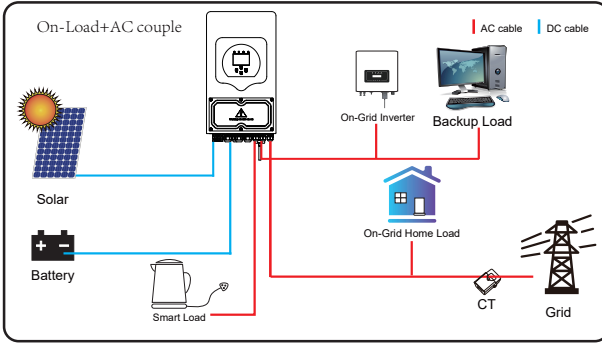 On-Load+AC couple
AC cable
DC cable
On-Grid Inverter
Backup Load
Solar
On-Grid Home Load
Battery
Smart Load
CT
Grid